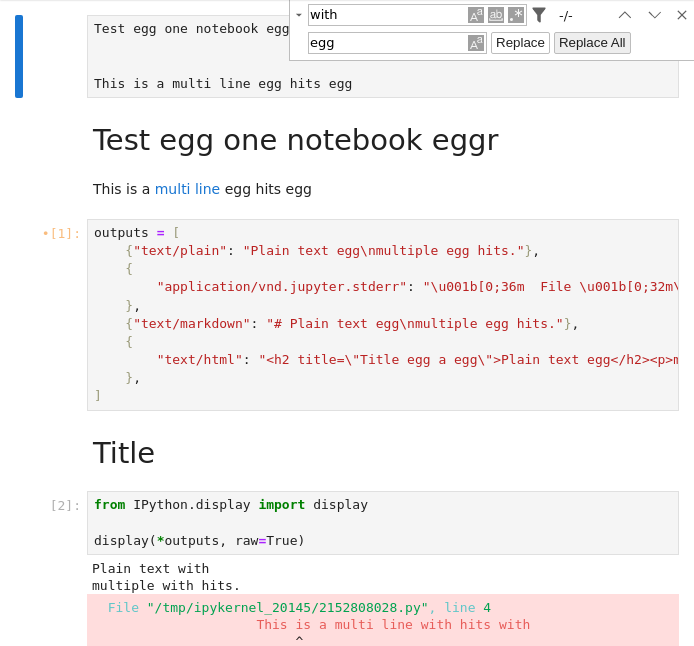 with
-/-
egg
Replace
Replace All
Test egg one notebook egg
This is a multi line egg hits egg
Test egg one notebook eggr
This is a multi line egg hits egg
•[1]:
outputs = [
    {"text/plain": "Plain text egg\nmultiple egg hits."},
    {
        "application/vnd.jupyter.stderr": "\u001b[0;36m  File \u001b[0;32m\
    },
    {"text/markdown": "# Plain text egg\nmultiple egg hits."},
    {
        "text/html": "<h2 title=\"Title egg a egg\">Plain text egg</h2><p>m
    },
]
Title
[2]:
from IPython.display import display
display(*outputs, raw=True)
Plain text with
multiple with hits.
  File "/tmp/ipykernel_20145/2152808028.py", line 4
    This is a multi line with hits with
         ^